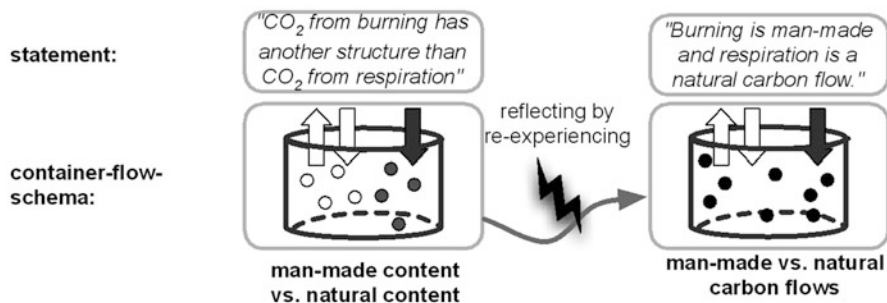 statement:
"CO₂ from burning has
another structure than
CO₂ from respiration"
"Burning is man-made
and respiration is a
natural carbon flow."
container-flow-
schema:
reflecting by
re-experiencing
man-made content
vs. natural content
man-made vs. natural
carbon flows